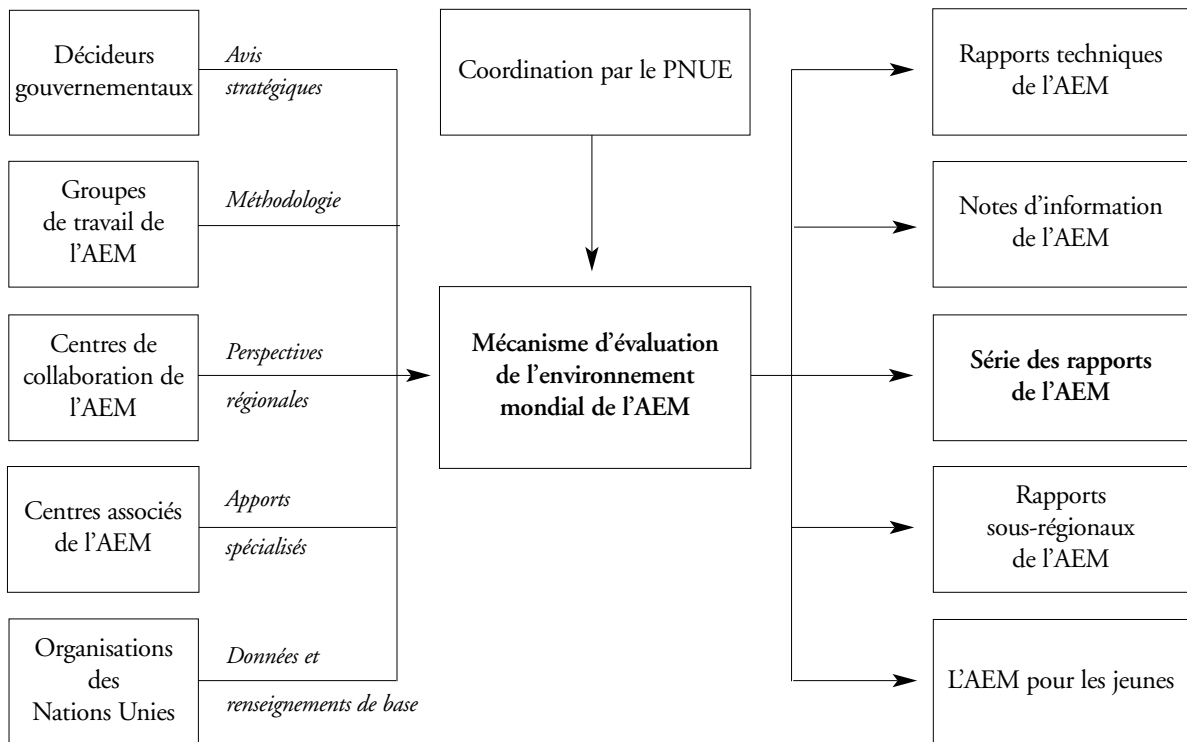 Décideurs
gouvernementaux
Avis
stratégiques
Groupes
de travail de
l'AEM
Méthodologie
Centres de
collaboration de
l'AEM
Perspectives
régionales
Centres associés
de l'AEM
Apports
spécialisés
Organisations
des
Nations Unies
Données et
renseignements de base
Coordination par le PNUE
Mécanisme d'évaluation
de l'environnement
mondial de l'AEM
Rapports techniques
de l'AEM
Notes d'information
de l'AEM
Série des rapports
de l'AEM
Rapports
sous-régionaux
de l'AEM
L'AEM pour les jeunes